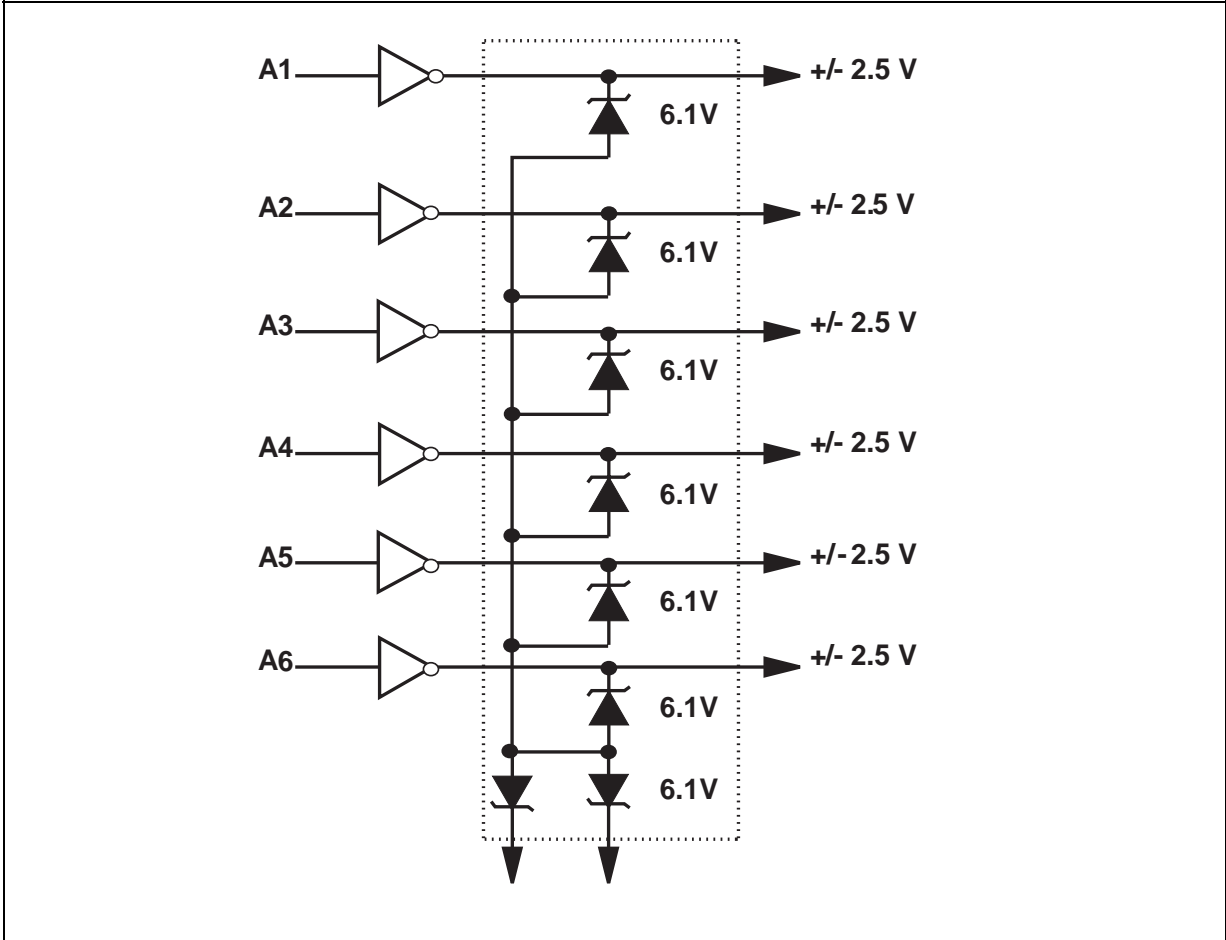 A1 +/- 2.5 V
6.1V
A2 +/- 2.5 V
6.1V
A3 +/- 2.5 V
6.1V
A4 +/- 2.5 V
6.1V
A5 +/- 2.5 V
6.1V
A6 +/- 2.5 V
6.1V
6.1V